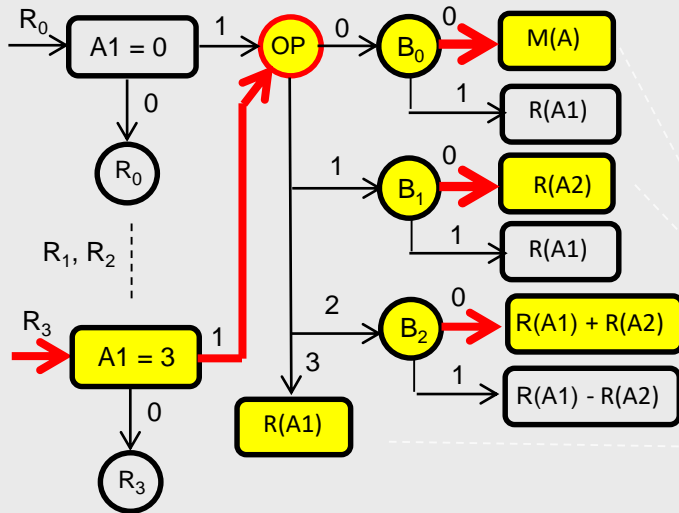 R0
A1 = 0
1
OP
0
B0
0
M(A)
0
1
R(A1)
R0
1
B1
0
R(A2)
1
R(A1)
R1, R2
R3
A1 = 3
1
2
B2
0
R(A1) + R(A2)
3
1
R(A1) - R(A2)
0
R(A1)
R3